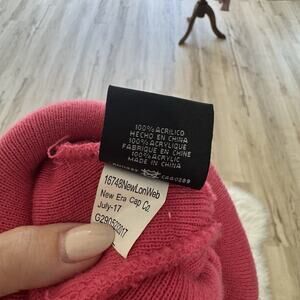 100% ACRILICO
HECHO EN CHINA
100% ACRYLIQUE
FABRIQUE EN CHINE
100% ACRYLIC
MADE IN CHINA
16748NewLonWeb
New Era Cap Co.
July-17
G290522017